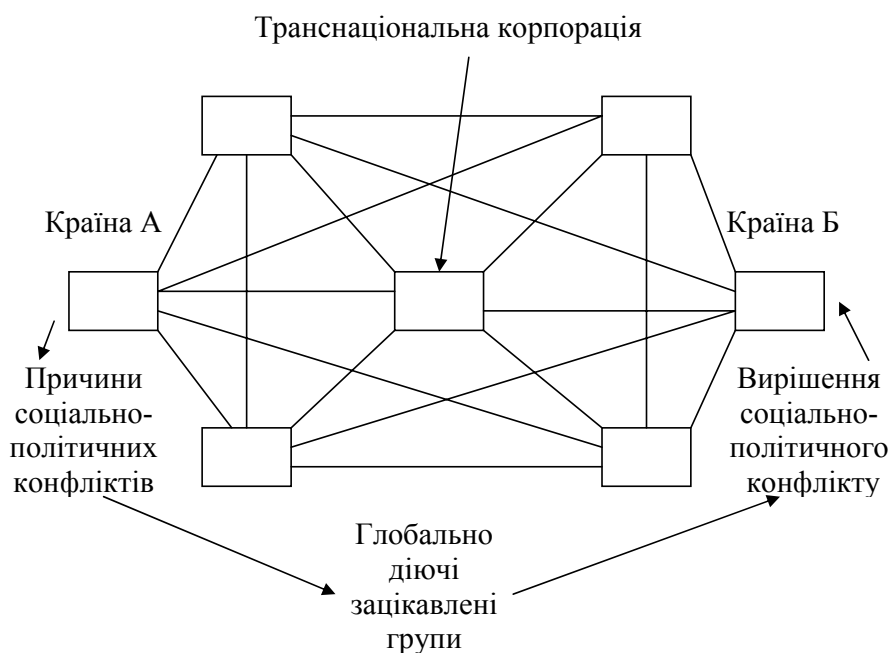 Транснаціональна корпорація
Країна А
Країна Б
Причини
соціально-
політичних
конфліктів
Вирішення
соціально-
політичного
конфлікту
Глобально
діючі
зацікавлені
групи